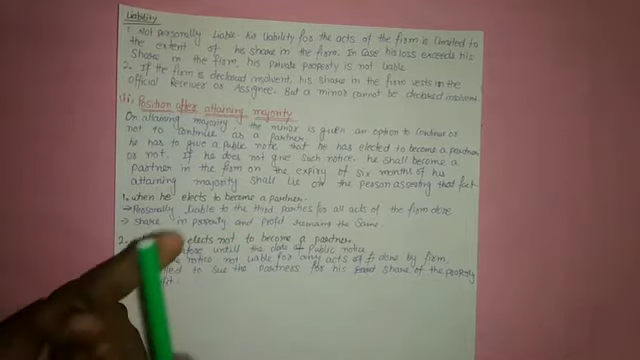 Liability
1. Not personally liable - his liability for the acts of the firm is limited to
the extent of his share in the firm. In case his loss exceeds his
share in the firm, his private property is not liable
2. If the firm is declared insolvent, his share in the firm vests in the
official Receiver or Assignee. But a minor cannot be declared insolvent.
(ii) Position after attaining majority
On attaining majority, the minor is given an option to continue or
not to continue as a partner.
he has to give a public note that he has elected to become a partner
or not. If he does not give such notice. he shall become a
partner in the firm on the expiry of six months of his
attaining majority shall lie on the person asserting that fact
1. when he elects to become a partner.
→ Personally liable to the third parties for all acts of the firm done
→ share in property and profit remains the same.
2. elects not to become a partner.
untill the date of Public notice
notice not liable for any acts of f done by firm.
to sue the partners for his share of the property